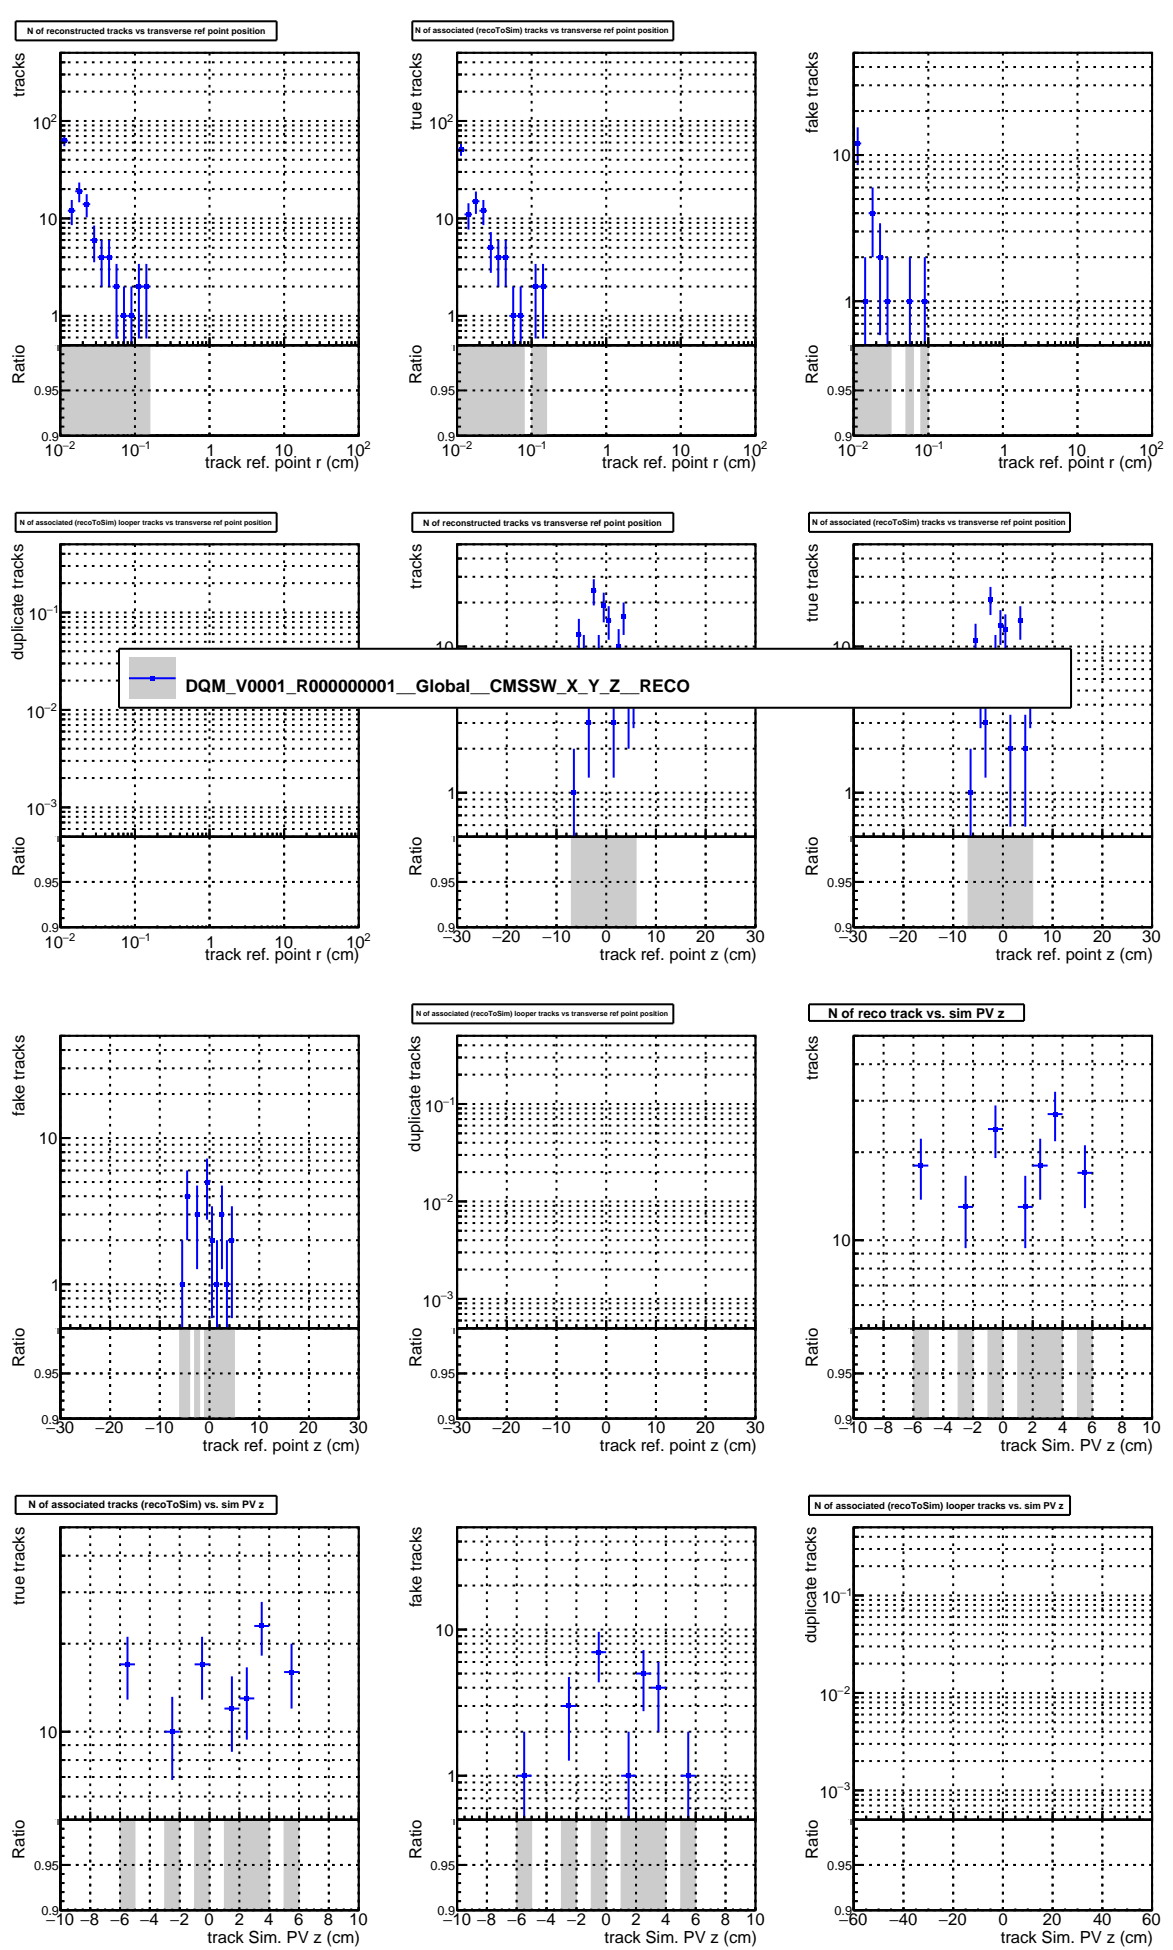 N of reconstructed tracks vs transverse ref point position
tracks
10²
10
1
Ratio
0.95
0.9
10⁻² 10⁻¹ 1 10 10²
track ref. point r (cm)
N of associated (recoToSim) tracks vs transverse ref point position
true tracks
10²
10
1
Ratio
0.95
0.9
10⁻² 10⁻¹ 1 10 10²
track ref. point r (cm)
fake tracks
10
1
Ratio
0.95
0.9
10⁻² 10⁻¹ 1 10 10²
track ref. point r (cm)
N of associated (recoToSim) looper tracks vs transverse ref point position
duplicate tracks
10⁻¹
10⁻²
10⁻³
Ratio
0.95
0.9
10⁻² 10⁻¹ 1 10 10²
track ref. point r (cm)
N of reconstructed tracks vs transverse ref point position
tracks
10
1
Ratio
0.95
0.9
−30 −20 −10 0 10 20 30
track ref. point z (cm)
N of associated (recoToSim) tracks vs transverse ref point position
true tracks
10
1
Ratio
0.95
0.9
−30 −20 −10 0 10 20 30
track ref. point z (cm)
DQM_V0001_R000000001__Global__CMSSW_X_Y_Z__RECO
fake tracks
10
1
Ratio
0.95
0.9
−30 −20 −10 0 10 20 30
track ref. point z (cm)
N of associated (recoToSim) looper tracks vs transverse ref point position
duplicate tracks
10⁻¹
10⁻²
10⁻³
Ratio
0.95
0.9
−30 −20 −10 0 10 20 30
track ref. point z (cm)
N of reco track vs. sim PV z
tracks
10
Ratio
0.95
0.9
−10 −8 −6 −4 −2 0 2 4 6 8 10
track Sim. PV z (cm)
N of associated tracks (recoToSim) vs. sim PV z
true tracks
10
Ratio
0.95
0.9
−10 −8 −6 −4 −2 0 2 4 6 8 10
track Sim. PV z (cm)
fake tracks
10
1
Ratio
0.95
0.9
−10 −8 −6 −4 −2 0 2 4 6 8 10
track Sim. PV z (cm)
N of associated (recoToSim) looper tracks vs. sim PV z
duplicate tracks
10⁻¹
10⁻²
10⁻³
Ratio
0.95
0.9
−60 −40 −20 0 20 40 60
track Sim. PV z (cm)